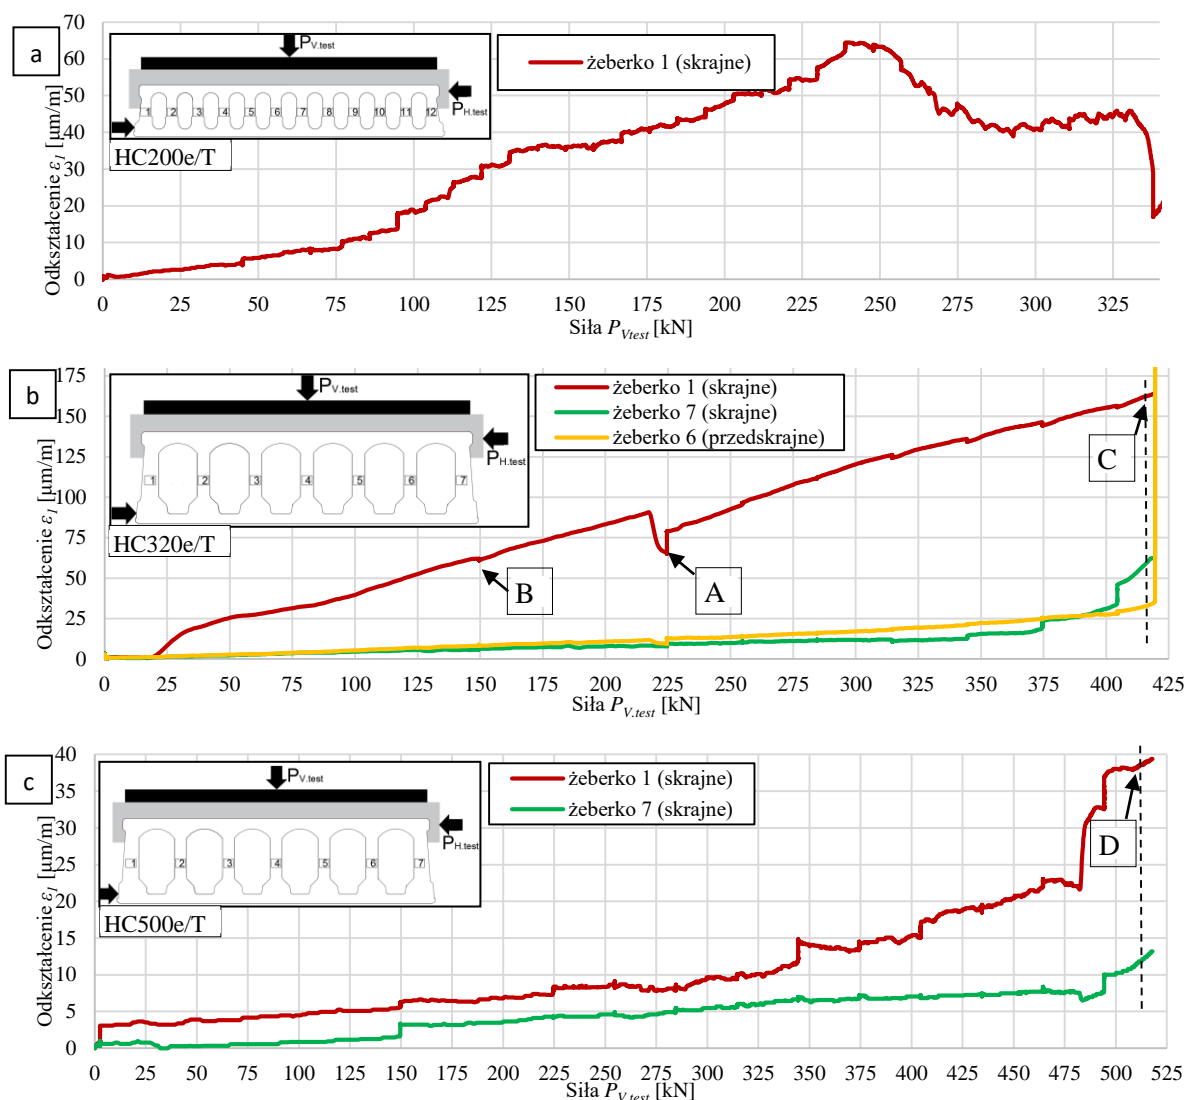 a
70
60
50
40
30
20
10
0
Odkształcenie ε1 [μm/m]
PV.test
PH.test
1 2 3 4 5 6 7 8 9 10 11 12
HC200e/T
żeberko 1 (skrajne)
0 25 50 75 100 125 150 175 200 225 250 275 300 325
Siła PVtest [kN]
b
175
150
125
100
75
50
25
0
Odkształcenie ε1 [μm/m]
PV.test
PH.test
1 2 3 4 5 6 7
HC320e/T
żeberko 1 (skrajne)
żeberko 7 (skrajne)
żeberko 6 (przedskrajne)
C
B
A
0 25 50 75 100 125 150 175 200 225 250 275 300 325 350 375 400 425
Siła PV.test [kN]
c
40
35
30
25
20
15
10
5
0
Odkształcenie ε1 [μm/m]
PV.test
PH.test
1 2 3 4 5 6 7
HC500e/T
żeberko 1 (skrajne)
żeberko 7 (skrajne)
D
0 25 50 75 100 125 150 175 200 225 250 275 300 325 350 375 400 425 450 475 500 525
Siła PV.test [kN]